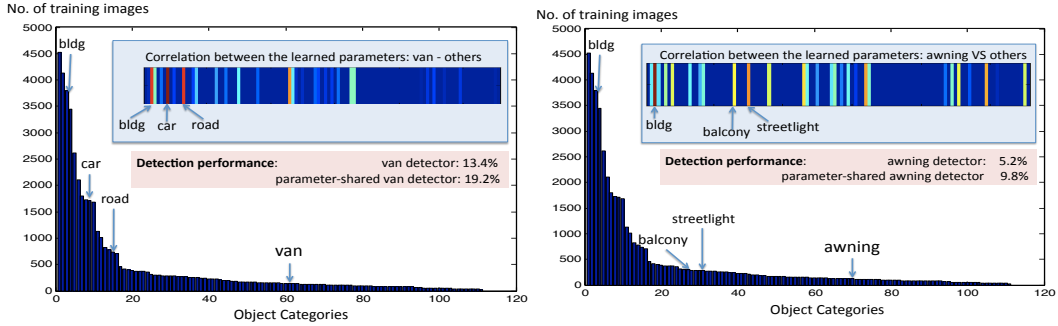 No. of training images
5000
4500
4000
3500
3000
2500
2000
1500
1000
500
0
bldg
Correlation between the learned parameters: van - others
bldg
car
road
Detection performance: van detector: 13.4%
parameter-shared van detector: 19.2%
car
road
van
0 20 40 60 80 100 120
Object Categories
No. of training images
5000
4500
4000
3500
3000
2500
2000
1500
1000
500
0
bldg
Correlation between the learned parameters: awning VS others
bldg
balcony
streetlight
Detection performance: awning detector: 5.2%
parameter-shared awning detector 9.8%
streetlight
balcony
awning
0 20 40 60 80 100 120
Object Categories